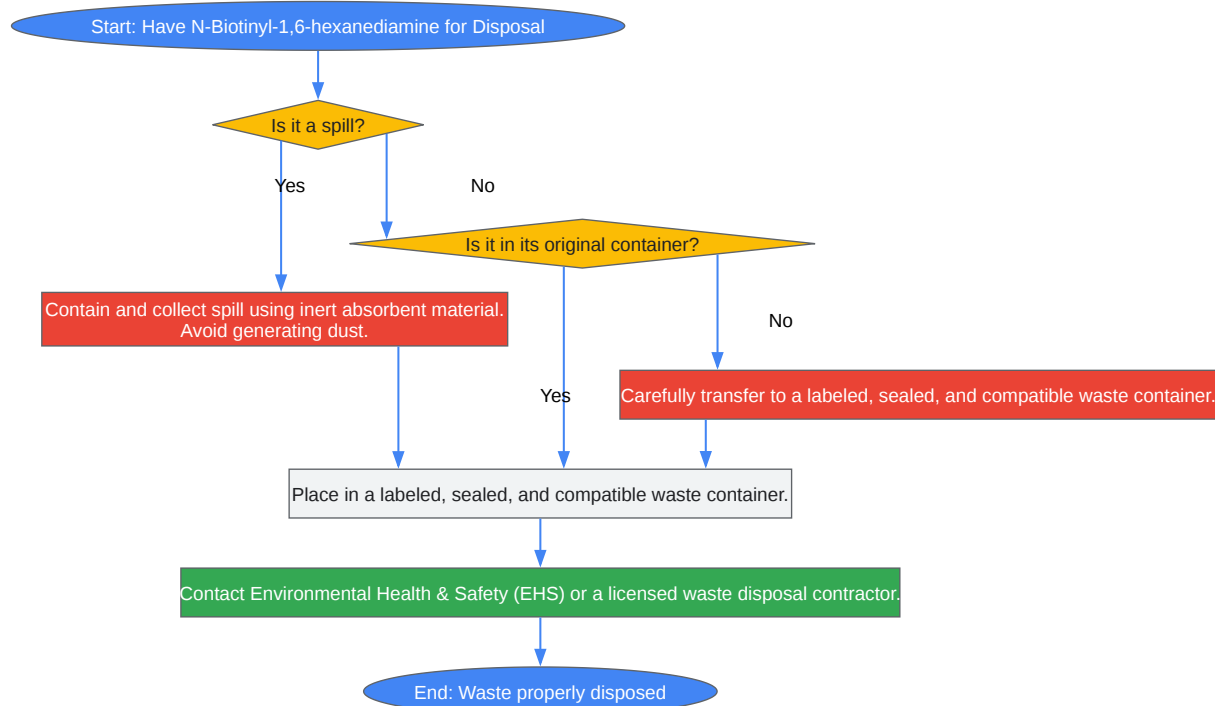 Start: Have N-Biotinyl-1,6-hexanediamine for Disposal
Is it a spill?
Yes
No
Is it in its original container?
Contain and collect spill using inert absorbent material.
Avoid generating dust.
No
Yes
Carefully transfer to a labeled, sealed, and compatible waste container.
Place in a labeled, sealed, and compatible waste container.
Contact Environmental Health & Safety (EHS) or a licensed waste disposal contractor.
End: Waste properly disposed